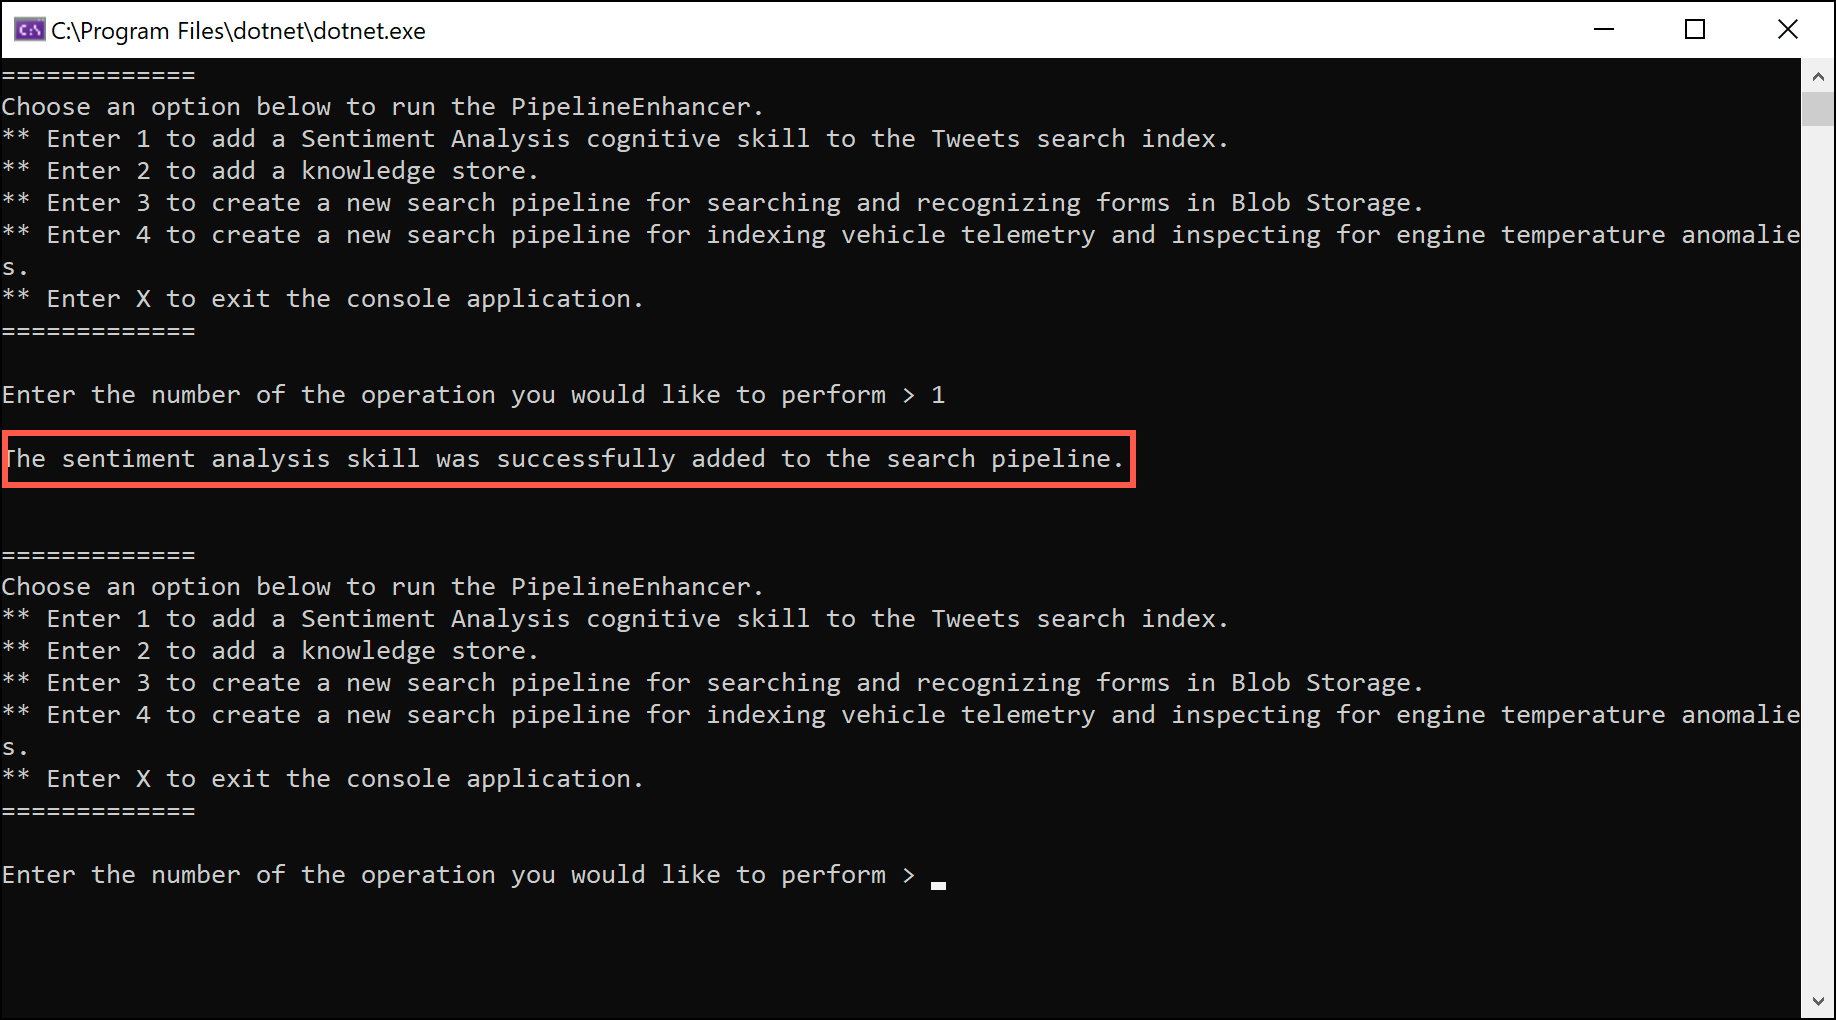 C:\Program Files\dotnet\dotnet.exe
=============
Choose an option below to run the PipelineEnhancer.
** Enter 1 to add a Sentiment Analysis cognitive skill to the Tweets search index.
** Enter 2 to add a knowledge store.
** Enter 3 to create a new search pipeline for searching and recognizing forms in Blob Storage.
** Enter 4 to create a new search pipeline for indexing vehicle telemetry and inspecting for engine temperature anomalie
s.
** Enter X to exit the console application.
=============
Enter the number of the operation you would like to perform > 1
The sentiment analysis skill was successfully added to the search pipeline.
=============
Choose an option below to run the PipelineEnhancer.
** Enter 1 to add a Sentiment Analysis cognitive skill to the Tweets search index.
** Enter 2 to add a knowledge store.
** Enter 3 to create a new search pipeline for searching and recognizing forms in Blob Storage.
** Enter 4 to create a new search pipeline for indexing vehicle telemetry and inspecting for engine temperature anomalie
s.
** Enter X to exit the console application.
=============
Enter the number of the operation you would like to perform >